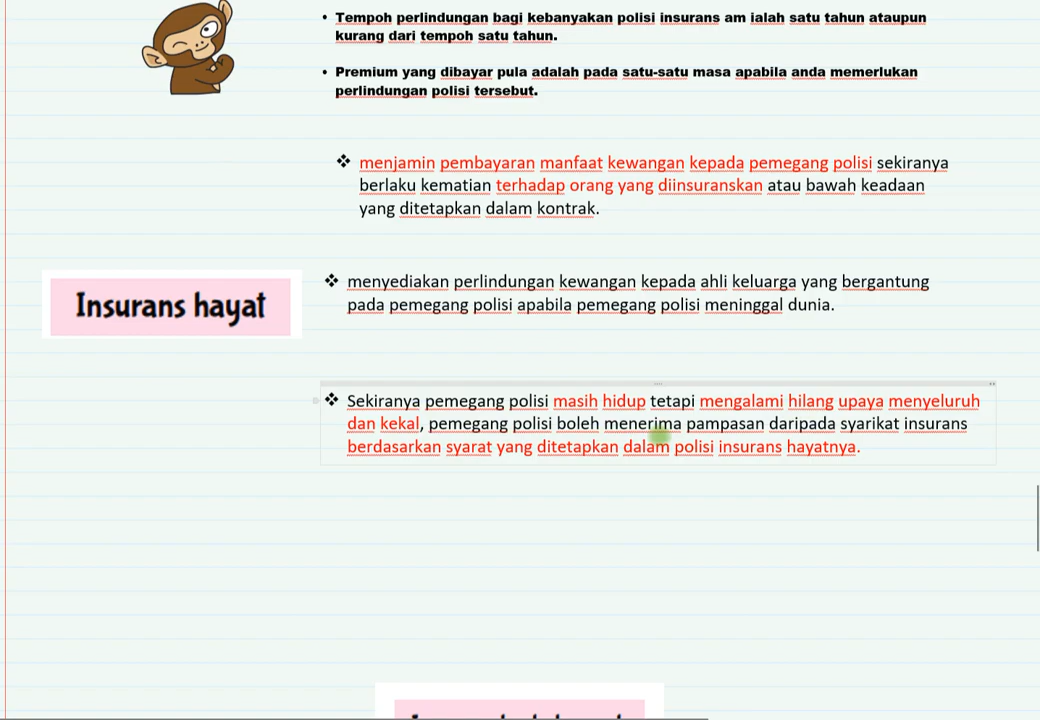 • Tempoh perlindungan bagi kebanyakan polisi insurans am ialah satu tahun ataupun
kurang dari tempoh satu tahun.
• Premium yang dibayar pula adalah pada satu-satu masa apabila anda memerlukan
perlindungan polisi tersebut.
❖ menjamin pembayaran manfaat kewangan kepada pemegang polisi sekiranya
berlaku kematian terhadap orang yang diinsuranskan atau bawah keadaan
yang ditetapkan dalam kontrak.
Insurans hayat
❖ menyediakan perlindungan kewangan kepada ahli keluarga yang bergantung
pada pemegang polisi apabila pemegang polisi meninggal dunia.
❖ Sekiranya pemegang polisi masih hidup tetapi mengalami hilang upaya menyeluruh
dan kekal, pemegang polisi boleh menerima pampasan daripada syarikat insurans
berdasarkan syarat yang ditetapkan dalam polisi insurans hayatnya.